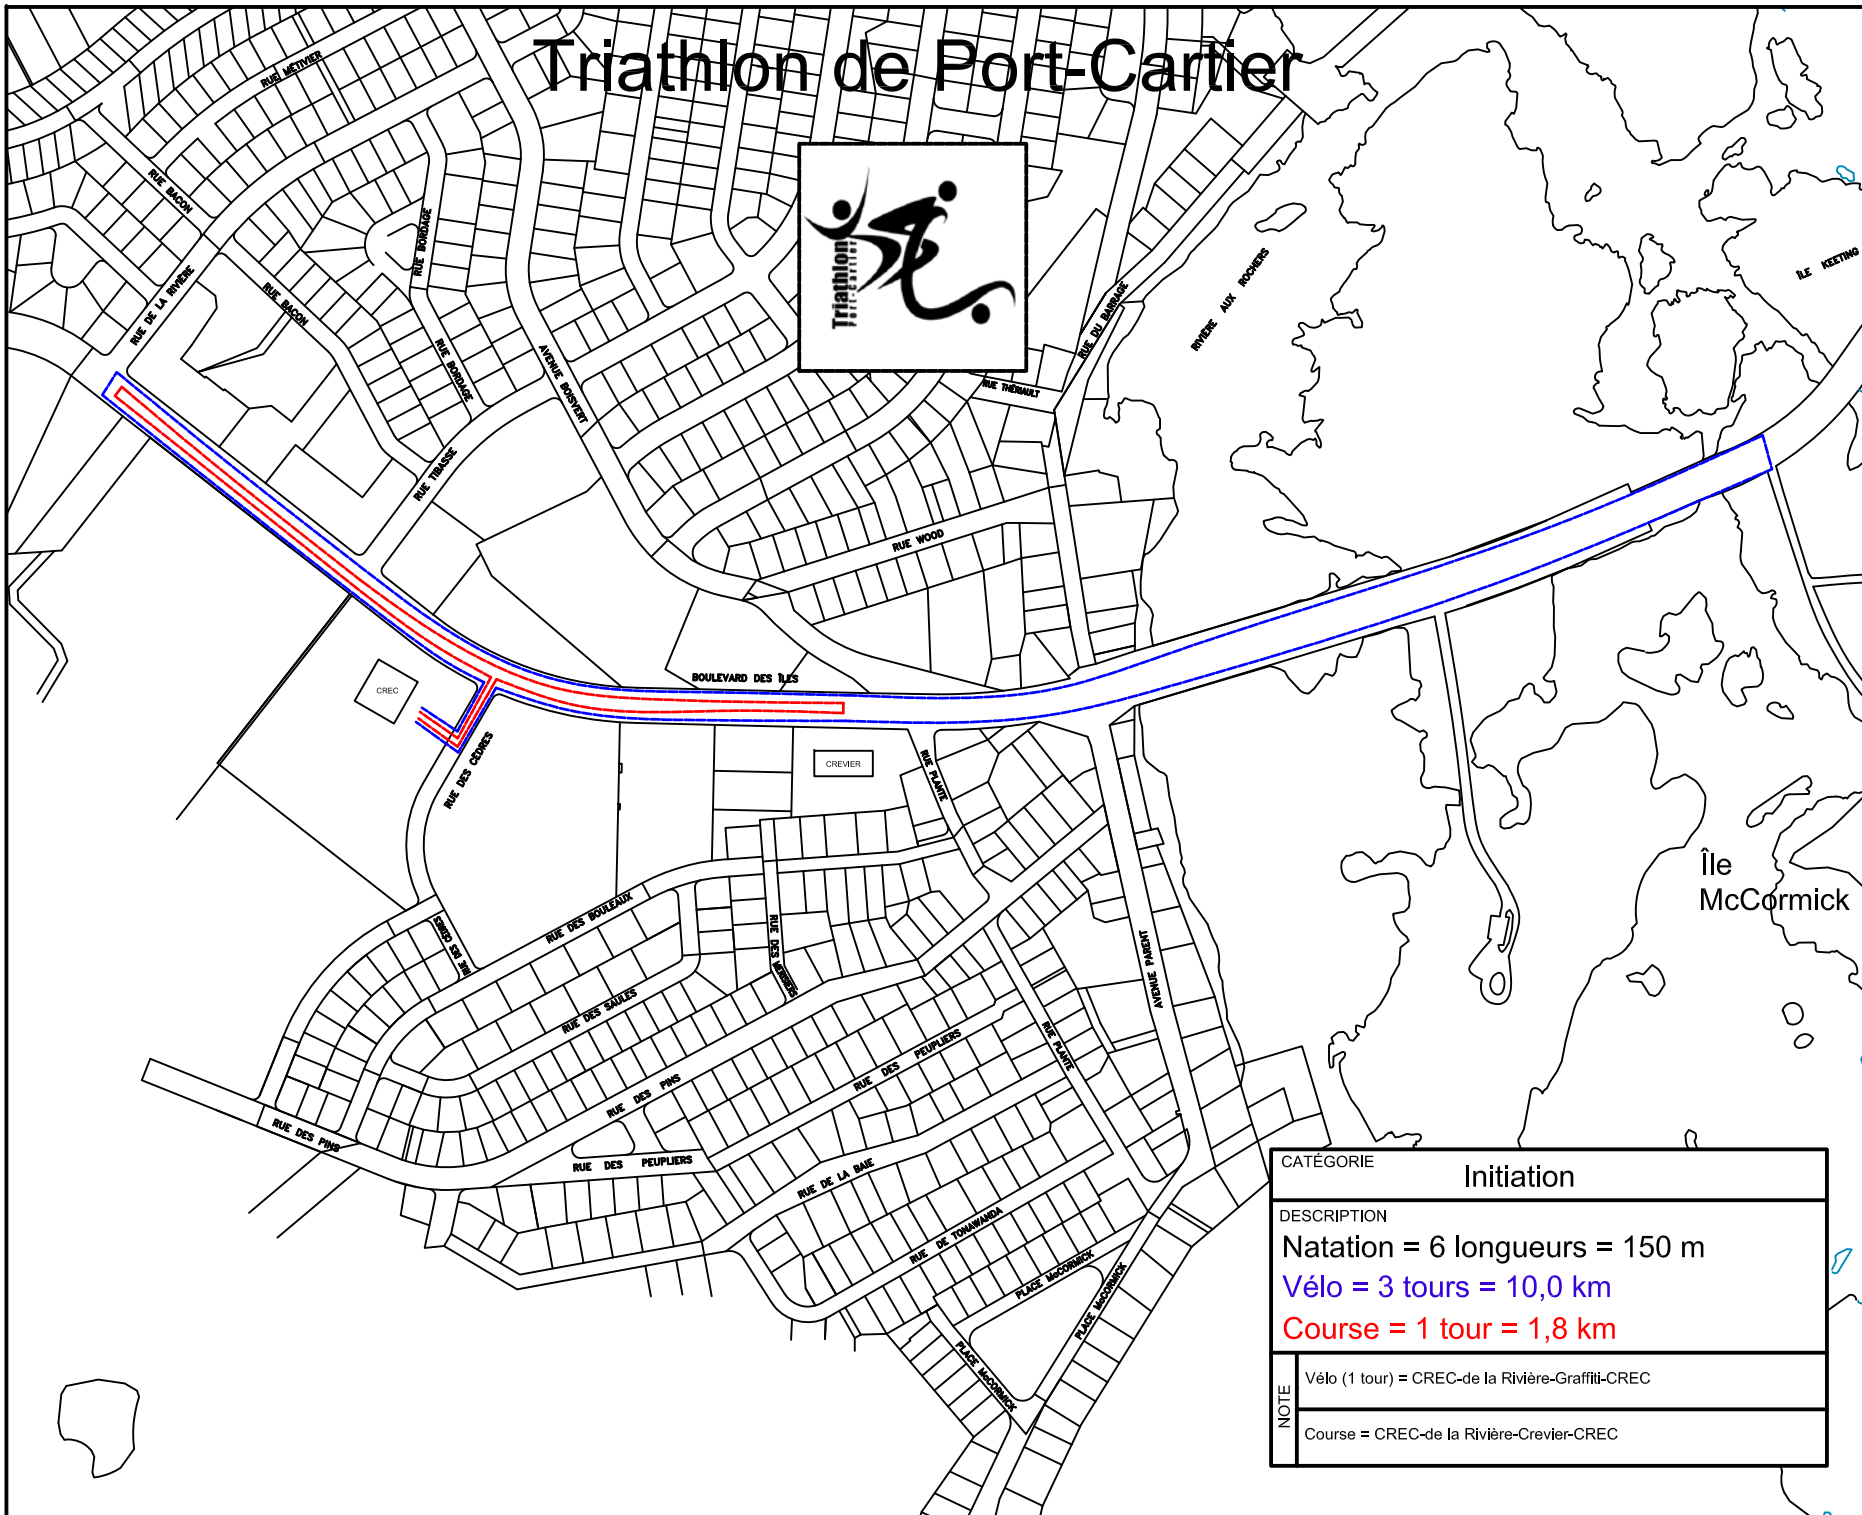 Triathlon de Port-Cartier
RUE MÉTIVIER
RUE BACON
RUE BORDAGE
RUE DE LA RIVIÈRE
RUE BACON
RUE BORDAGE
AVENUE BOISVERT
RUE TIBASSE
Triathlon
Port-Cartier
RUE DU BARRAGE
RUE THÉRIAULT
RIVIÈRE AUX ROCHERS
ÎLE KEETING
RUE WOOD
BOULEVARD DES ÎLES
CREC
RUE DES CÈDRES
CREVIER
RUE PLANTE
Île
McCormick
RUE DES CÈDRES
RUE DES BOULEAUX
RUE DES MERISIERS
RUE DES SAULES
AVENUE PARENT
RUE PLANTE
RUE DES PEUPLIERS
RUE DES PINS
RUE DES PINS
RUE DES PEUPLIERS
RUE DE LA BAIE
RUE DE TONAWANDA
PLACE McCORMICK
PLACE McCORMICK
PLACE McCORMICK
CATÉGORIE
Initiation
DESCRIPTION
Natation = 6 longueurs = 150 m
Vélo = 3 tours = 10,0 km
Course = 1 tour = 1,8 km
NOTE
Vélo (1 tour) = CREC-de la Rivière-Graffiti-CREC
Course = CREC-de la Rivière-Crevier-CREC